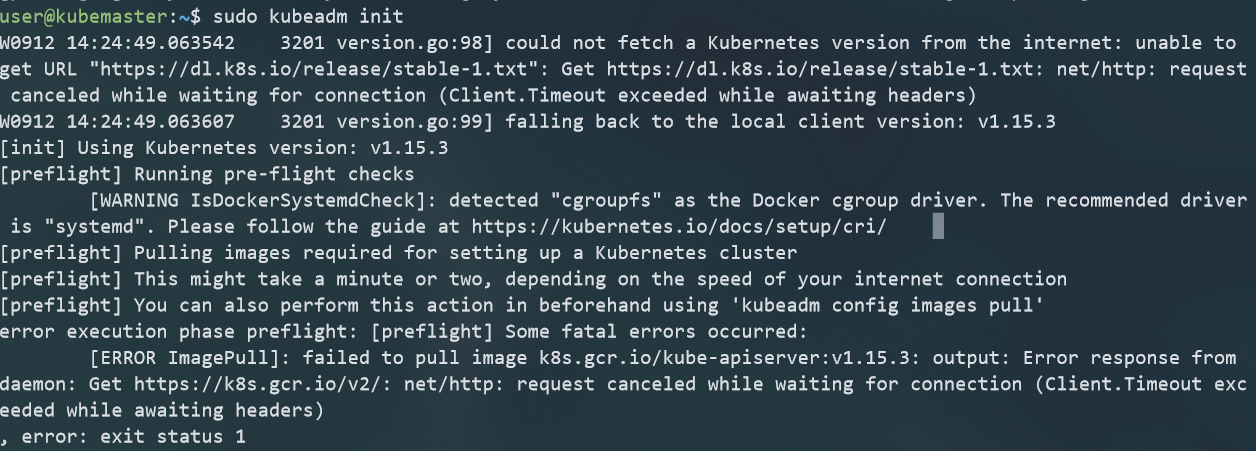 user@kubemaster:~$ sudo kubeadm init
W0912 14:24:49.063542    3201 version.go:98] could not fetch a Kubernetes version from the internet: unable to
get URL "https://dl.k8s.io/release/stable-1.txt": Get https://dl.k8s.io/release/stable-1.txt: net/http: request
 canceled while waiting for connection (Client.Timeout exceeded while awaiting headers)
W0912 14:24:49.063607    3201 version.go:99] falling back to the local client version: v1.15.3
[init] Using Kubernetes version: v1.15.3
[preflight] Running pre-flight checks
        [WARNING IsDockerSystemdCheck]: detected "cgroupfs" as the Docker cgroup driver. The recommended driver
 is "systemd". Please follow the guide at https://kubernetes.io/docs/setup/cri/
[preflight] Pulling images required for setting up a Kubernetes cluster
[preflight] This might take a minute or two, depending on the speed of your internet connection
[preflight] You can also perform this action in beforehand using 'kubeadm config images pull'
error execution phase preflight: [preflight] Some fatal errors occurred:
        [ERROR ImagePull]: failed to pull image k8s.gcr.io/kube-apiserver:v1.15.3: output: Error response from
daemon: Get https://k8s.gcr.io/v2/: net/http: request canceled while waiting for connection (Client.Timeout exc
eeded while awaiting headers)
, error: exit status 1